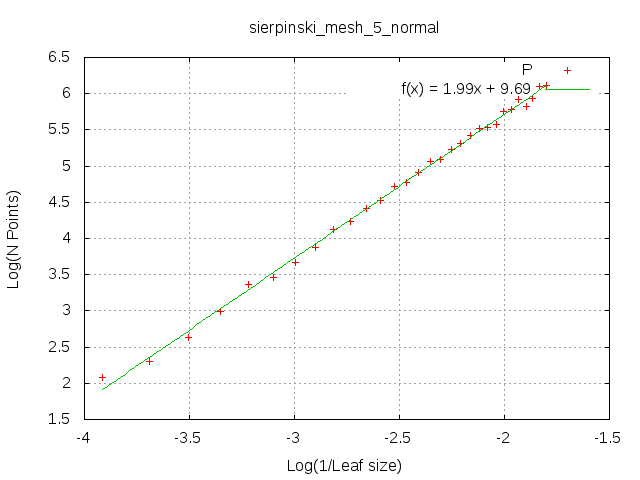 sierpinski_mesh_5_normal
6.5
6
5.5
5
4.5
4
3.5
3
2.5
2
1.5
Log(N Points)
P
f(x) = 1.99x + 9.69
-4 -3.5 -3 -2.5 -2 -1.5
Log(1/Leaf size)